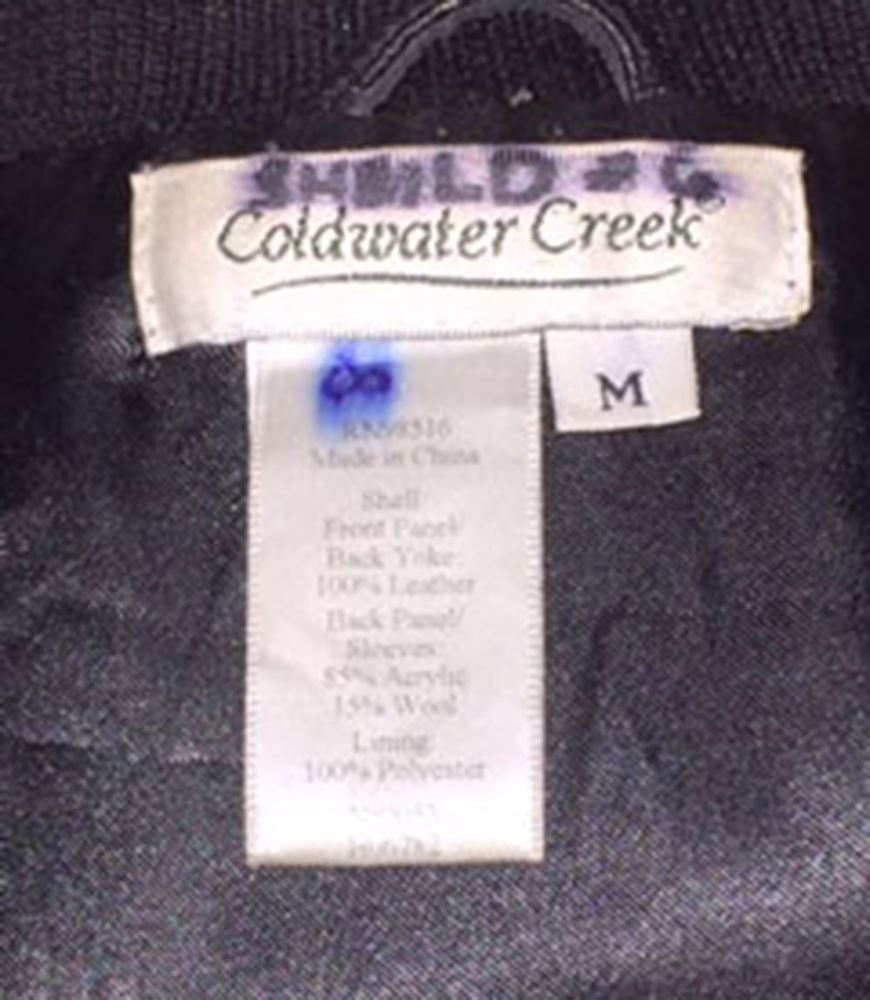 Coldwater Creek®
M
8
Made in China
Shell:
Front Panel/
Back Yoke:
100% Leather
Back Panel/
Sleeves:
85% Acrylic
15% Wool
Lining:
100% Polyester